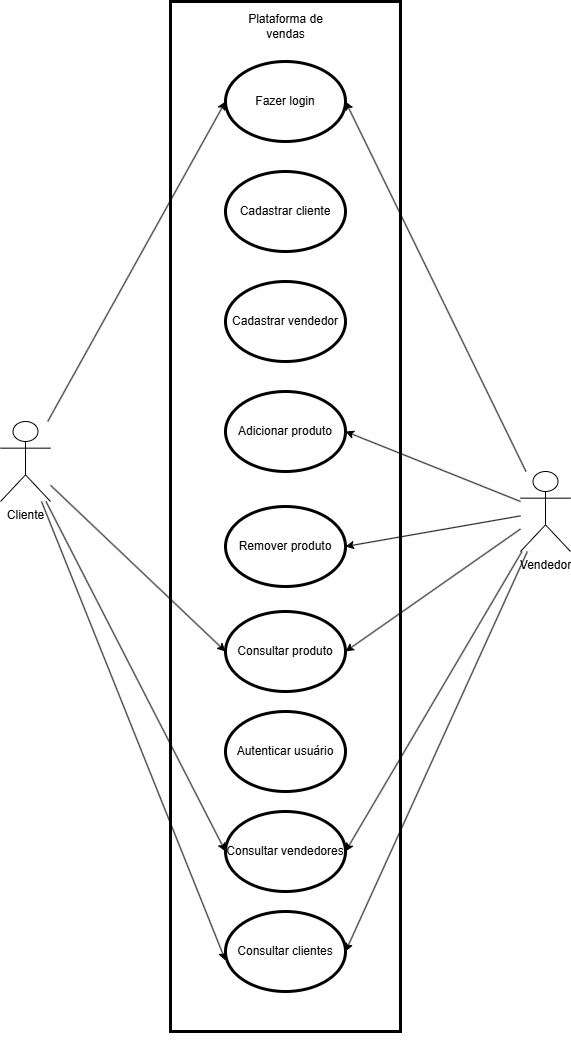 Plataforma de
vendas
Fazer login
Cadastrar cliente
Cadastrar vendedor
Adicionar produto
Cliente
Remover produto
Vendedor
Consultar produto
Autenticar usuário
Consultar vendedores
Consultar clientes